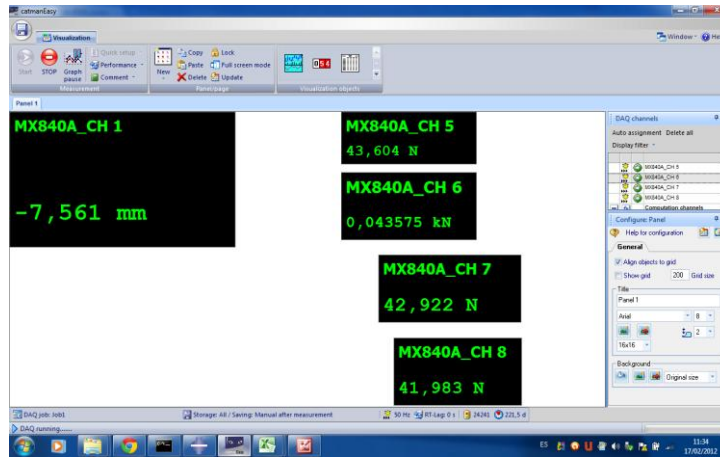 catmanEasy
Visualization
Window
Start
STOP
Graph pause
Quick setup
Performance
Comment
Measurement
New
Copy
Paste
Delete
Lock
Full screen mode
Update
Panel/page
Visualization objects
Panel 1
MX840A_CH 1
-7,561 mm
MX840A_CH 5
43,604 N
MX840A_CH 6
0,043575 kN
MX840A_CH 7
42,922 N
MX840A_CH 8
41,983 N
DAQ channels
Auto assignment Delete all
Display filter
MX840A_CH 5
MX840A_CH 6
MX840A_CH 7
MX840A_CH 8
Computation channels
Configure: Panel
Help for configuration
General
Align objects to grid
Show grid 200 Grid size
Title
Panel 1
Arial 8
2
16x16
Background
Original size
DAQ job: Job1
Storage: All / Saving: Manual after measurement
50 Hz RT-Lag: 0 s 24241 221,5 d
DAQ running......
ES
11:34
17/02/2012